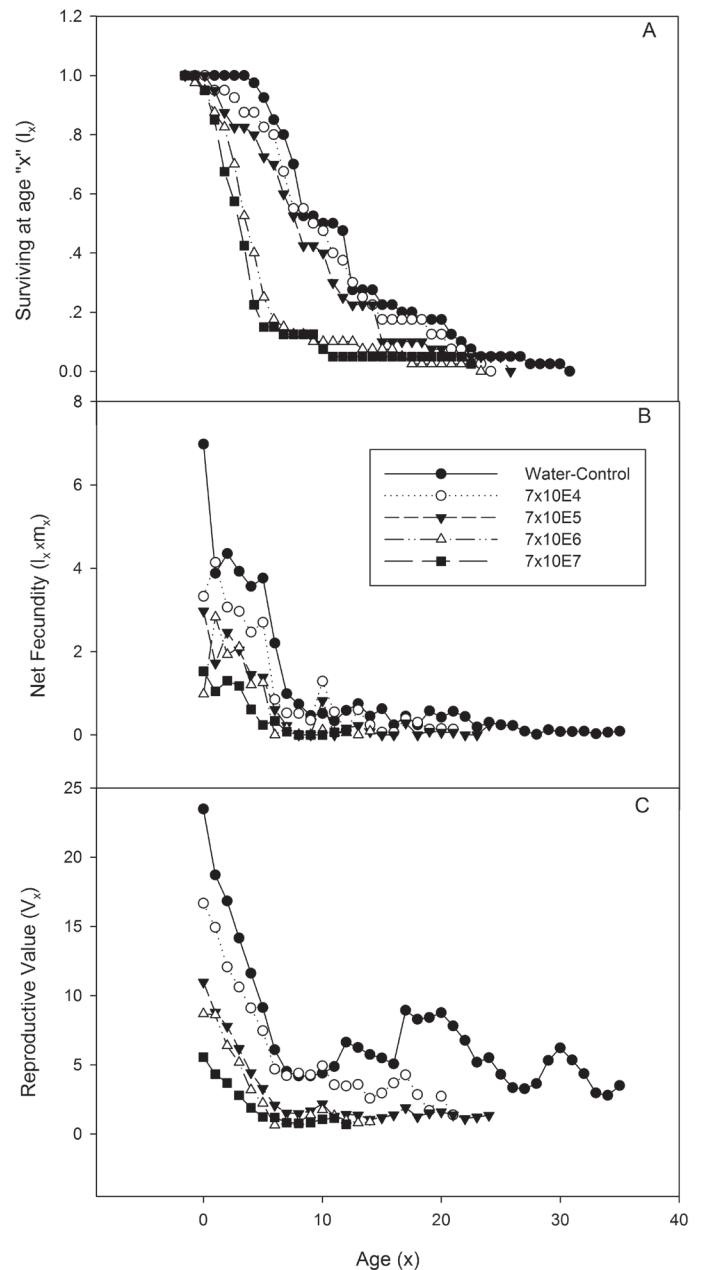 A
1.2
1.0
.8
.6
.4
.2
0.0
Surviving at age "x" (lx)
B
8
6
4
2
0
Net Fecundity (lx×mx)
Water-Control
7x10E4
7x10E5
7x10E6
7x10E7
C
25
20
15
10
5
0
Reproductive Value (Vx)
0 10 20 30 40
Age (x)